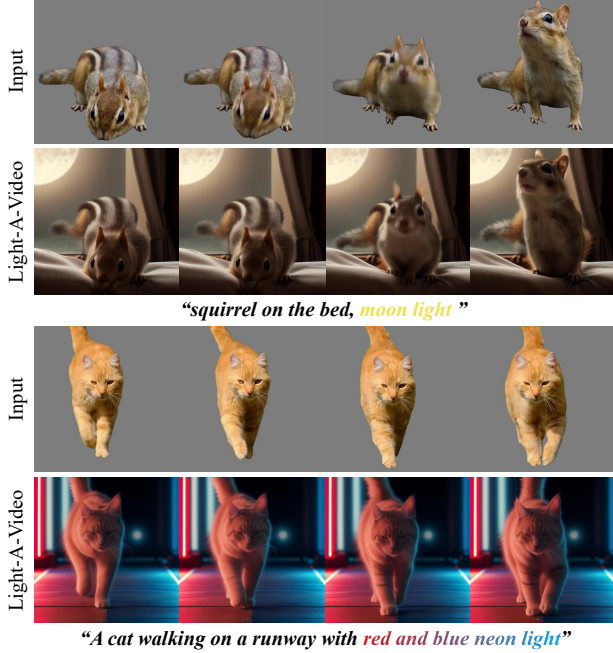 Input
Light-A-Video
“squirrel on the bed, moon light ”
Input
Light-A-Video
“A cat walking on a runway with red and blue neon light”